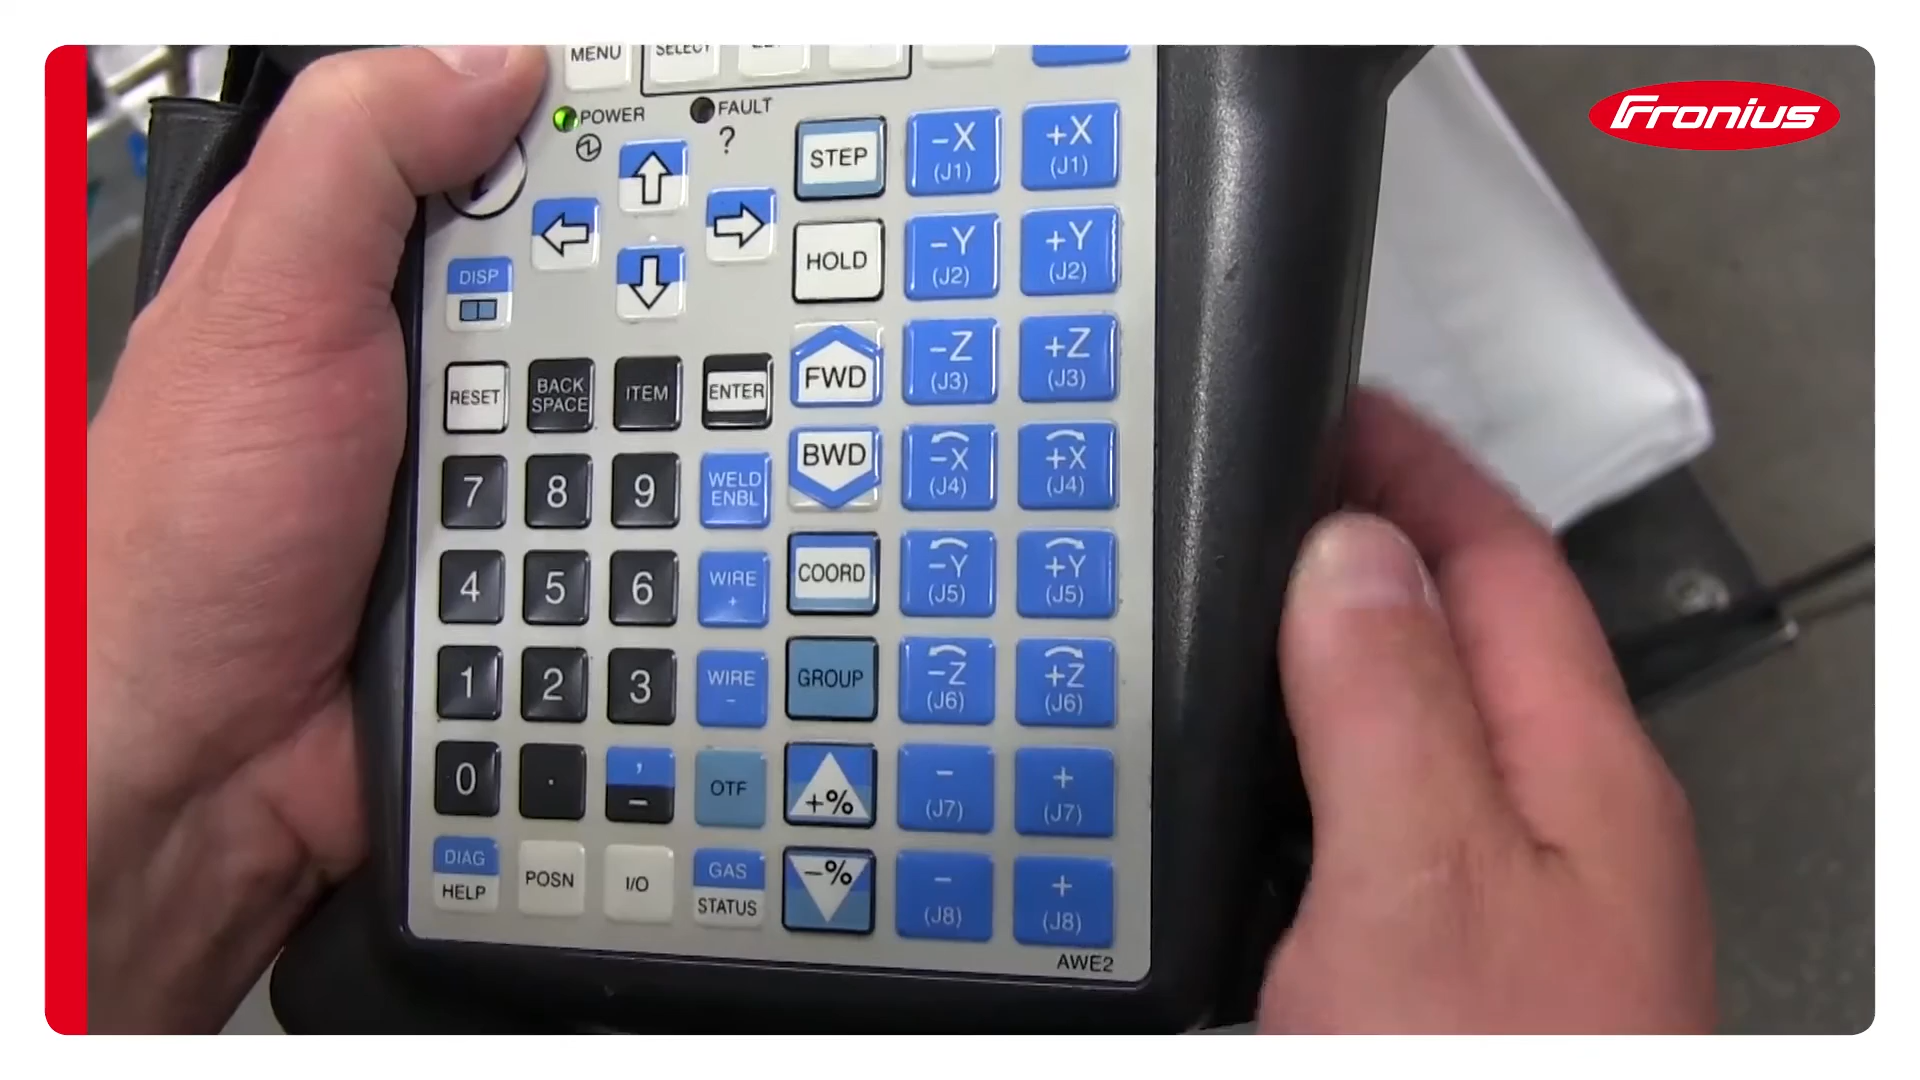 Fronius
MENU
SELECT
POWER
FAULT
?
STEP
-X
(J1)
+X
(J1)
HOLD
-Y
(J2)
+Y
(J2)
DISP
FWD
-Z
(J3)
+Z
(J3)
RESET
BACK
SPACE
ITEM
ENTER
BWD
-X
(J4)
+X
(J4)
7
8
9
WELD
ENBL
COORD
-Y
(J5)
+Y
(J5)
4
5
6
WIRE
+
GROUP
-Z
(J6)
+Z
(J6)
1
2
3
WIRE
-
+%
-
(J7)
+
(J7)
0
.
,
-
OTF
-%
-
(J8)
+
(J8)
DIAG
HELP
POSN
I/O
GAS
STATUS
AWE2